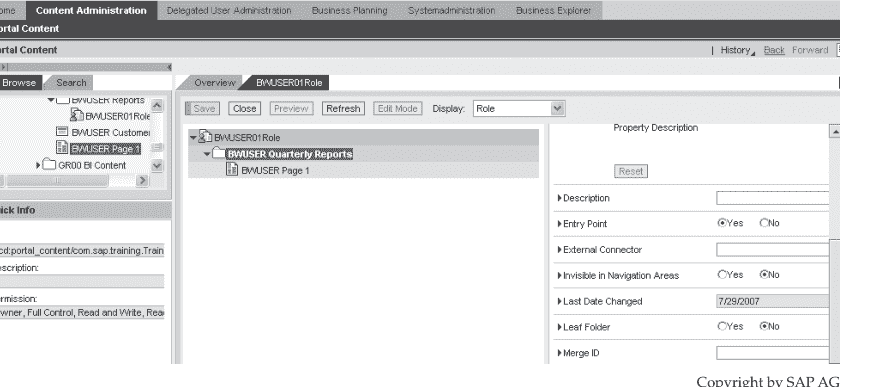 ome Content Administration Delegated User Administration Business Planning Systemadministration Business Explorer
ortal Content
ortal Content | History Back Forward
Browse Search Overview BWUSER01Role
BWUSER Reports
BWUSER01Role
BWUSER Customer
BWUSER Page 1
GR00 BI Content
Save Close Preview Refresh Edit Mode Display: Role
BWUSER01Role
BWUSER Quarterly Reports
BWUSER Page 1
Property Description
Reset
Description
Entry Point Yes No
External Connector
Invisible in Navigation Areas Yes No
Last Date Changed 7/29/2007
Leaf Folder Yes No
Merge ID
ick Info
cd:portal_content/com.sap.training.Train
escription:
ermission:
wner, Full Control, Read and Write, Rea
Copyright by SAP AG